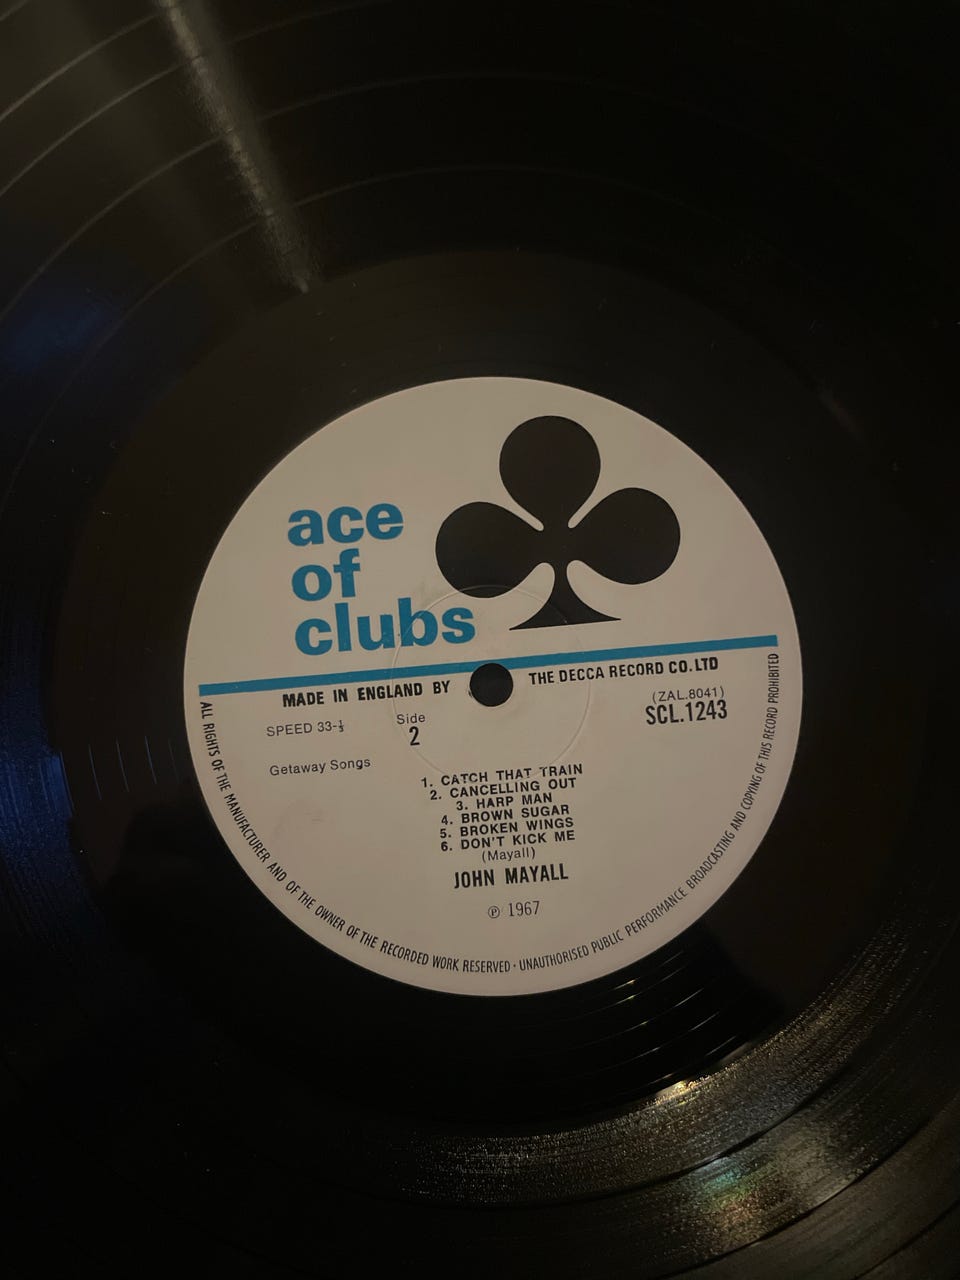 ace
of
clubs
MADE IN ENGLAND BY THE DECCA RECORD CO. LTD
SPEED 33-⅓
Side
2
(ZAL.8041)
SCL.1243
Getaway Songs
1. CATCH THAT TRAIN
2. CANCELLING OUT
3. HARP MAN
4. BROWN SUGAR
5. BROKEN WINGS
6. DON'T KICK ME
(Mayall)
JOHN MAYALL
℗ 1967
ALL RIGHTS OF THE MANUFACTURER AND OF THE OWNER OF THE RECORDED WORK RESERVED · UNAUTHORISED PUBLIC PERFORMANCE BROADCASTING AND COPYING OF THIS RECORD PROHIBITED